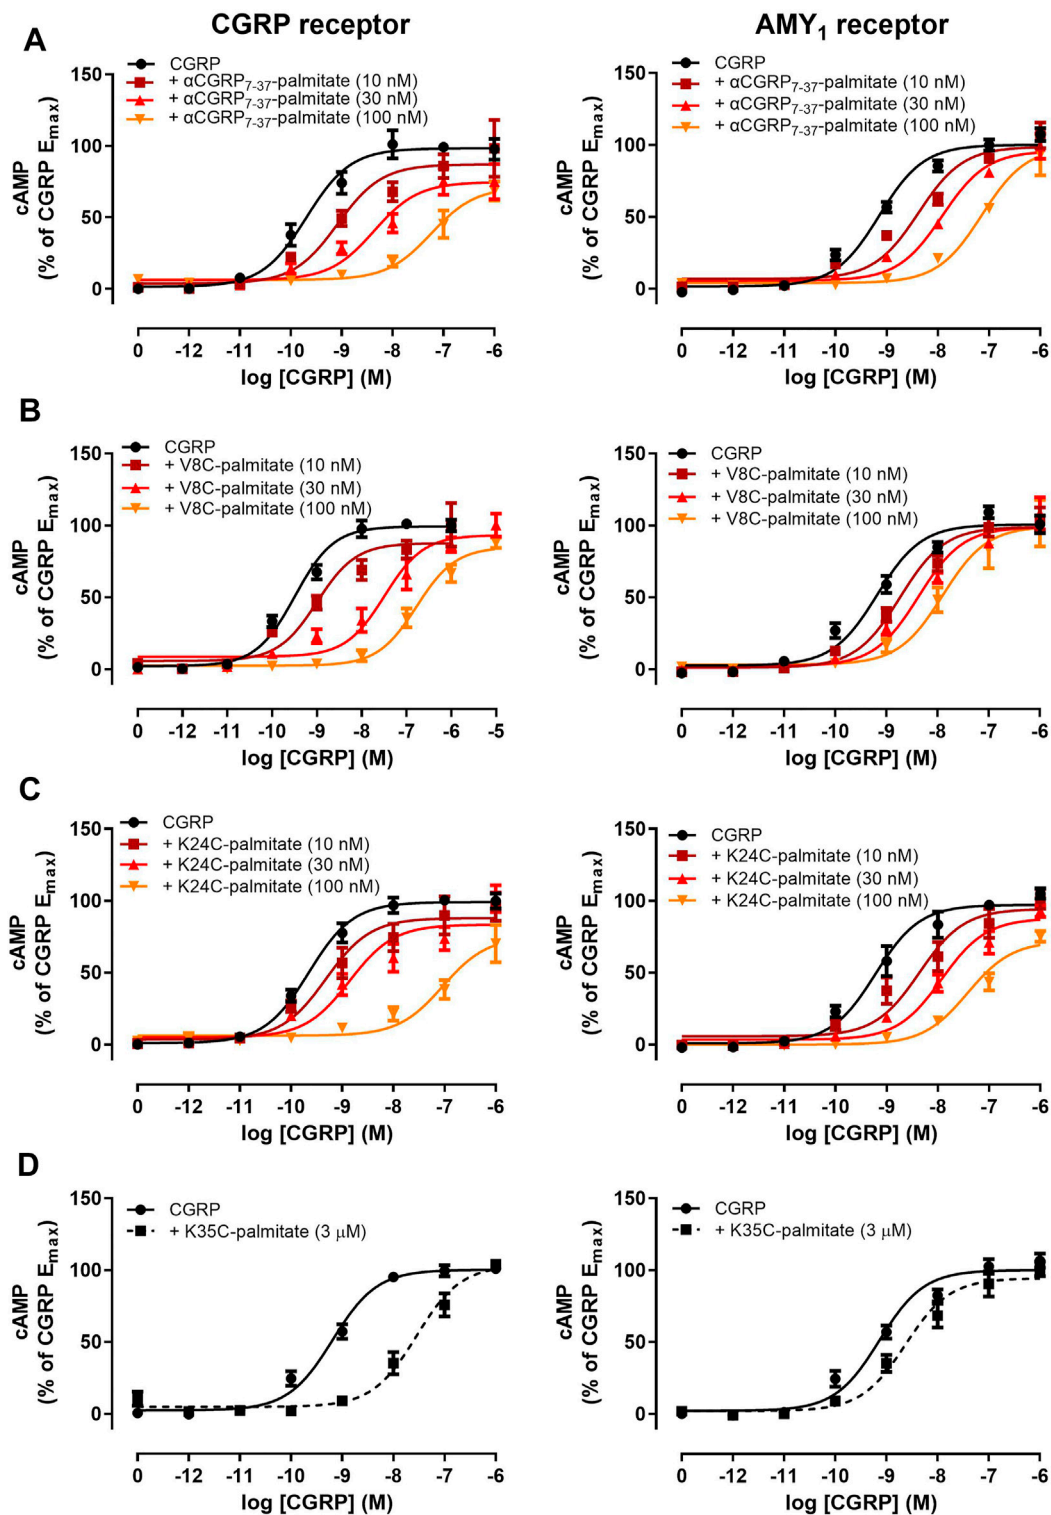 CGRP receptor
AMY1 receptor
A
CGRP
+ αCGRP7-37-palmitate (10 nM)
+ αCGRP7-37-palmitate (30 nM)
+ αCGRP7-37-palmitate (100 nM)
cAMP
(% of CGRP Emax)
150
100
50
0
0 -12 -11 -10 -9 -8 -7 -6
log [CGRP] (M)
CGRP
+ αCGRP7-37-palmitate (10 nM)
+ αCGRP7-37-palmitate (30 nM)
+ αCGRP7-37-palmitate (100 nM)
cAMP
(% of CGRP Emax)
150
100
50
0
0 -12 -11 -10 -9 -8 -7 -6
log [CGRP] (M)
B
CGRP
+ V8C-palmitate (10 nM)
+ V8C-palmitate (30 nM)
+ V8C-palmitate (100 nM)
cAMP
(% of CGRP Emax)
150
100
50
0
0 -12 -11 -10 -9 -8 -7 -6 -5
log [CGRP] (M)
CGRP
+ V8C-palmitate (10 nM)
+ V8C-palmitate (30 nM)
+ V8C-palmitate (100 nM)
cAMP
(% of CGRP Emax)
150
100
50
0
0 -12 -11 -10 -9 -8 -7 -6
log [CGRP] (M)
C
CGRP
+ K24C-palmitate (10 nM)
+ K24C-palmitate (30 nM)
+ K24C-palmitate (100 nM)
cAMP
(% of CGRP Emax)
150
100
50
0
0 -12 -11 -10 -9 -8 -7 -6
log [CGRP] (M)
CGRP
+ K24C-palmitate (10 nM)
+ K24C-palmitate (30 nM)
+ K24C-palmitate (100 nM)
cAMP
(% of CGRP Emax)
150
100
50
0
0 -12 -11 -10 -9 -8 -7 -6
log [CGRP] (M)
D
CGRP
+ K35C-palmitate (3 μM)
cAMP
(% of CGRP Emax)
150
100
50
0
0 -12 -11 -10 -9 -8 -7 -6
log [CGRP] (M)
CGRP
+ K35C-palmitate (3 μM)
cAMP
(% of CGRP Emax)
150
100
50
0
0 -12 -11 -10 -9 -8 -7 -6
log [CGRP] (M)